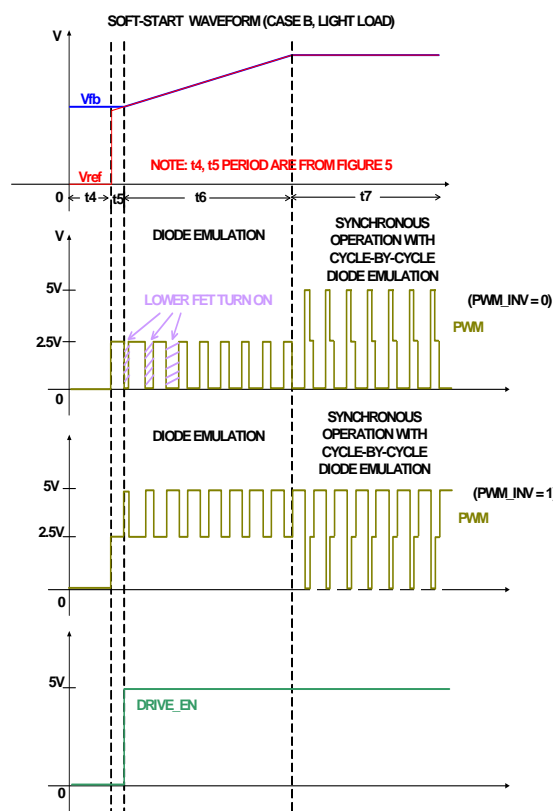 SOFT-START WAVEFORM (CASE B, LIGHT LOAD)
V
Vfb
NOTE: t4, t5 PERIOD ARE FROM FIGURE 5
Vref
0
t4
t5
t6
t7
V
DIODE EMULATION
SYNCHRONOUS
OPERATION WITH
CYCLE-BY-CYCLE
DIODE EMULATION
5V
LOWER FET TURN ON
(PWM_INV = 0)
PWM
2.5V
0
DIODE EMULATION
SYNCHRONOUS
OPERATION WITH
CYCLE-BY-CYCLE
DIODE EMULATION
5V
(PWM_INV = 1)
PWM
2.5V
0
5V
DRIVE_EN
0